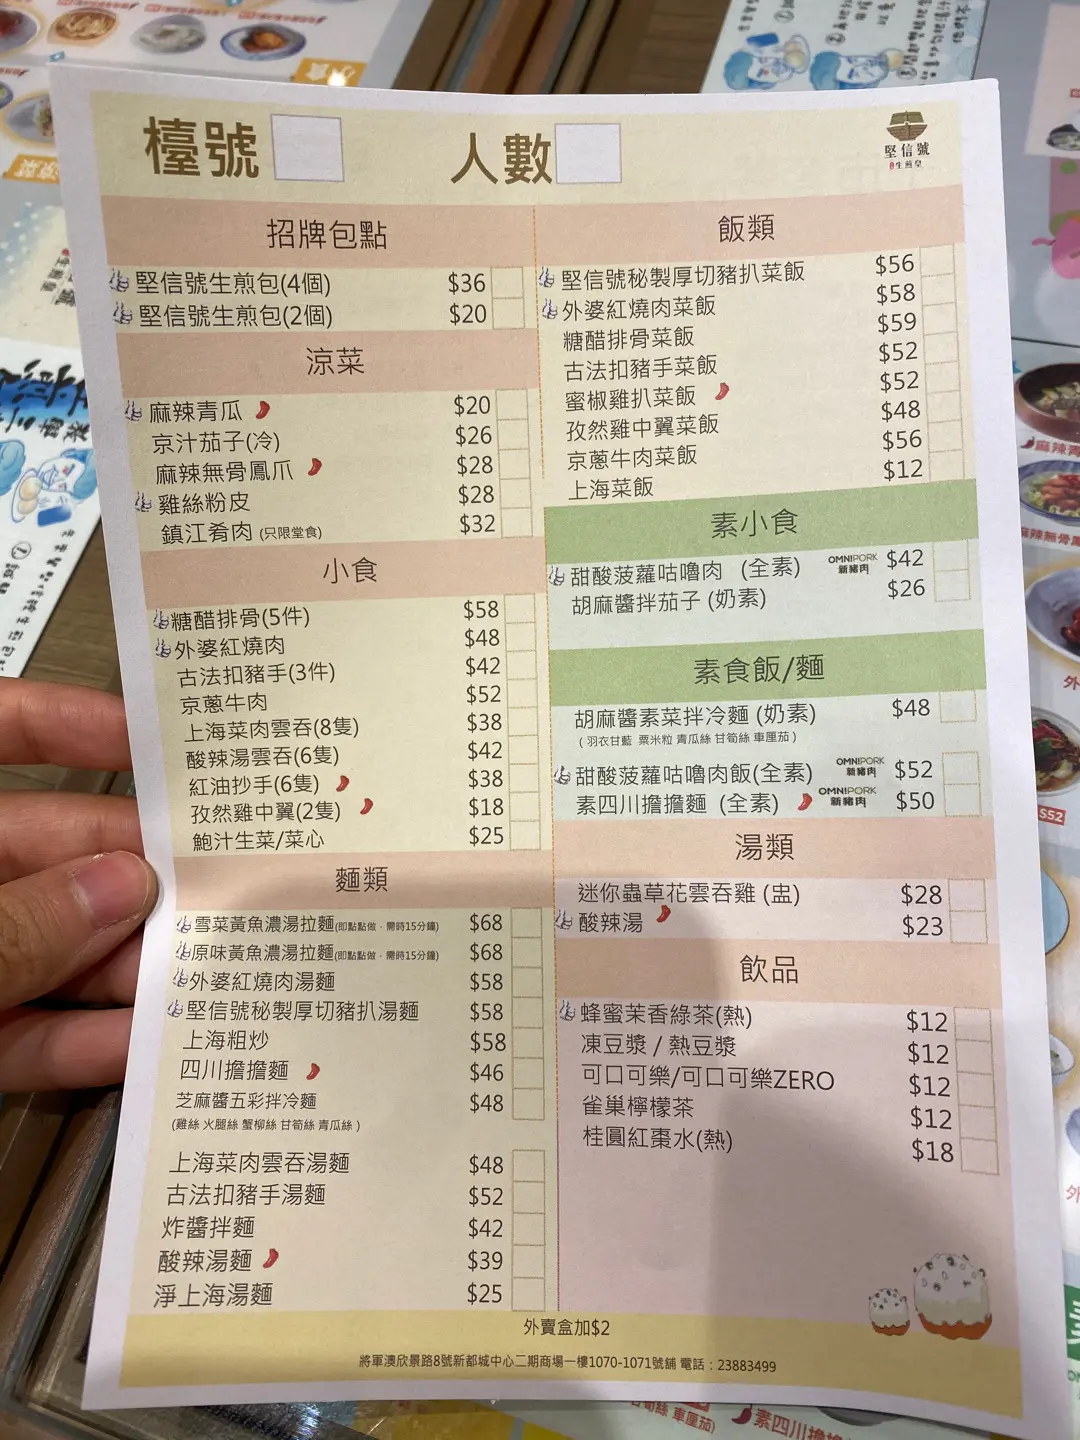 檯號
人數
堅信號
生煎皇
招牌包點
堅信號生煎包(4個) $36
堅信號生煎包(2個) $20
涼菜
麻辣青瓜 $20
京汁茄子(冷) $26
麻辣無骨鳳爪 $28
雞絲粉皮 $28
鎮江肴肉 (只限堂食) $32
小食
糖醋排骨(5件) $58
外婆紅燒肉 $48
古法扣豬手(3件) $42
京蔥牛肉 $52
上海菜肉雲吞(8隻) $38
酸辣湯雲吞(6隻) $42
紅油抄手(6隻) $38
孜然雞中翼(2隻) $18
鮑汁生菜/菜心 $25
麵類
雪菜黃魚濃湯拉麵(即點點做，需時15分鐘) $68
原味黃魚濃湯拉麵(即點點做，需時15分鐘) $68
外婆紅燒肉湯麵 $58
堅信號秘製厚切豬扒湯麵 $58
上海粗炒 $58
四川擔擔麵 $46
芝麻醬五彩拌冷麵 $48
(雞絲 火腿絲 蟹柳絲 甘筍絲 青瓜絲)
上海菜肉雲吞湯麵 $48
古法扣豬手湯麵 $52
炸醬拌麵 $42
酸辣湯麵 $39
淨上海湯麵 $25
飯類
堅信號秘製厚切豬扒菜飯 $56
外婆紅燒肉菜飯 $58
糖醋排骨菜飯 $59
古法扣豬手菜飯 $52
蜜椒雞扒菜飯 $52
孜然雞中翼菜飯 $48
京蔥牛肉菜飯 $56
上海菜飯 $12
素小食
甜酸菠蘿咕嚕肉 (全素) OMNIPORK 新豬肉 $42
胡麻醬拌茄子 (奶素) $26
素食飯/麵
胡麻醬素菜拌冷麵 (奶素) $48
(羽衣甘藍 粟米粒 青瓜絲 甘筍絲 車厘茄)
甜酸菠蘿咕嚕肉飯(全素) OMNIPORK 新豬肉 $52
素四川擔擔麵 (全素) OMNIPORK 新豬肉 $50
湯類
迷你蟲草花雲吞雞 (盅) $28
酸辣湯 $23
飲品
蜂蜜茉香綠茶(熱) $12
凍豆漿 / 熱豆漿 $12
可口可樂/可口可樂ZERO $12
雀巢檸檬茶 $12
桂圓紅棗水(熱) $18
外賣盒加$2
將軍澳欣景路8號新都城中心二期商場一樓1070-1071號舖 電話：23883499